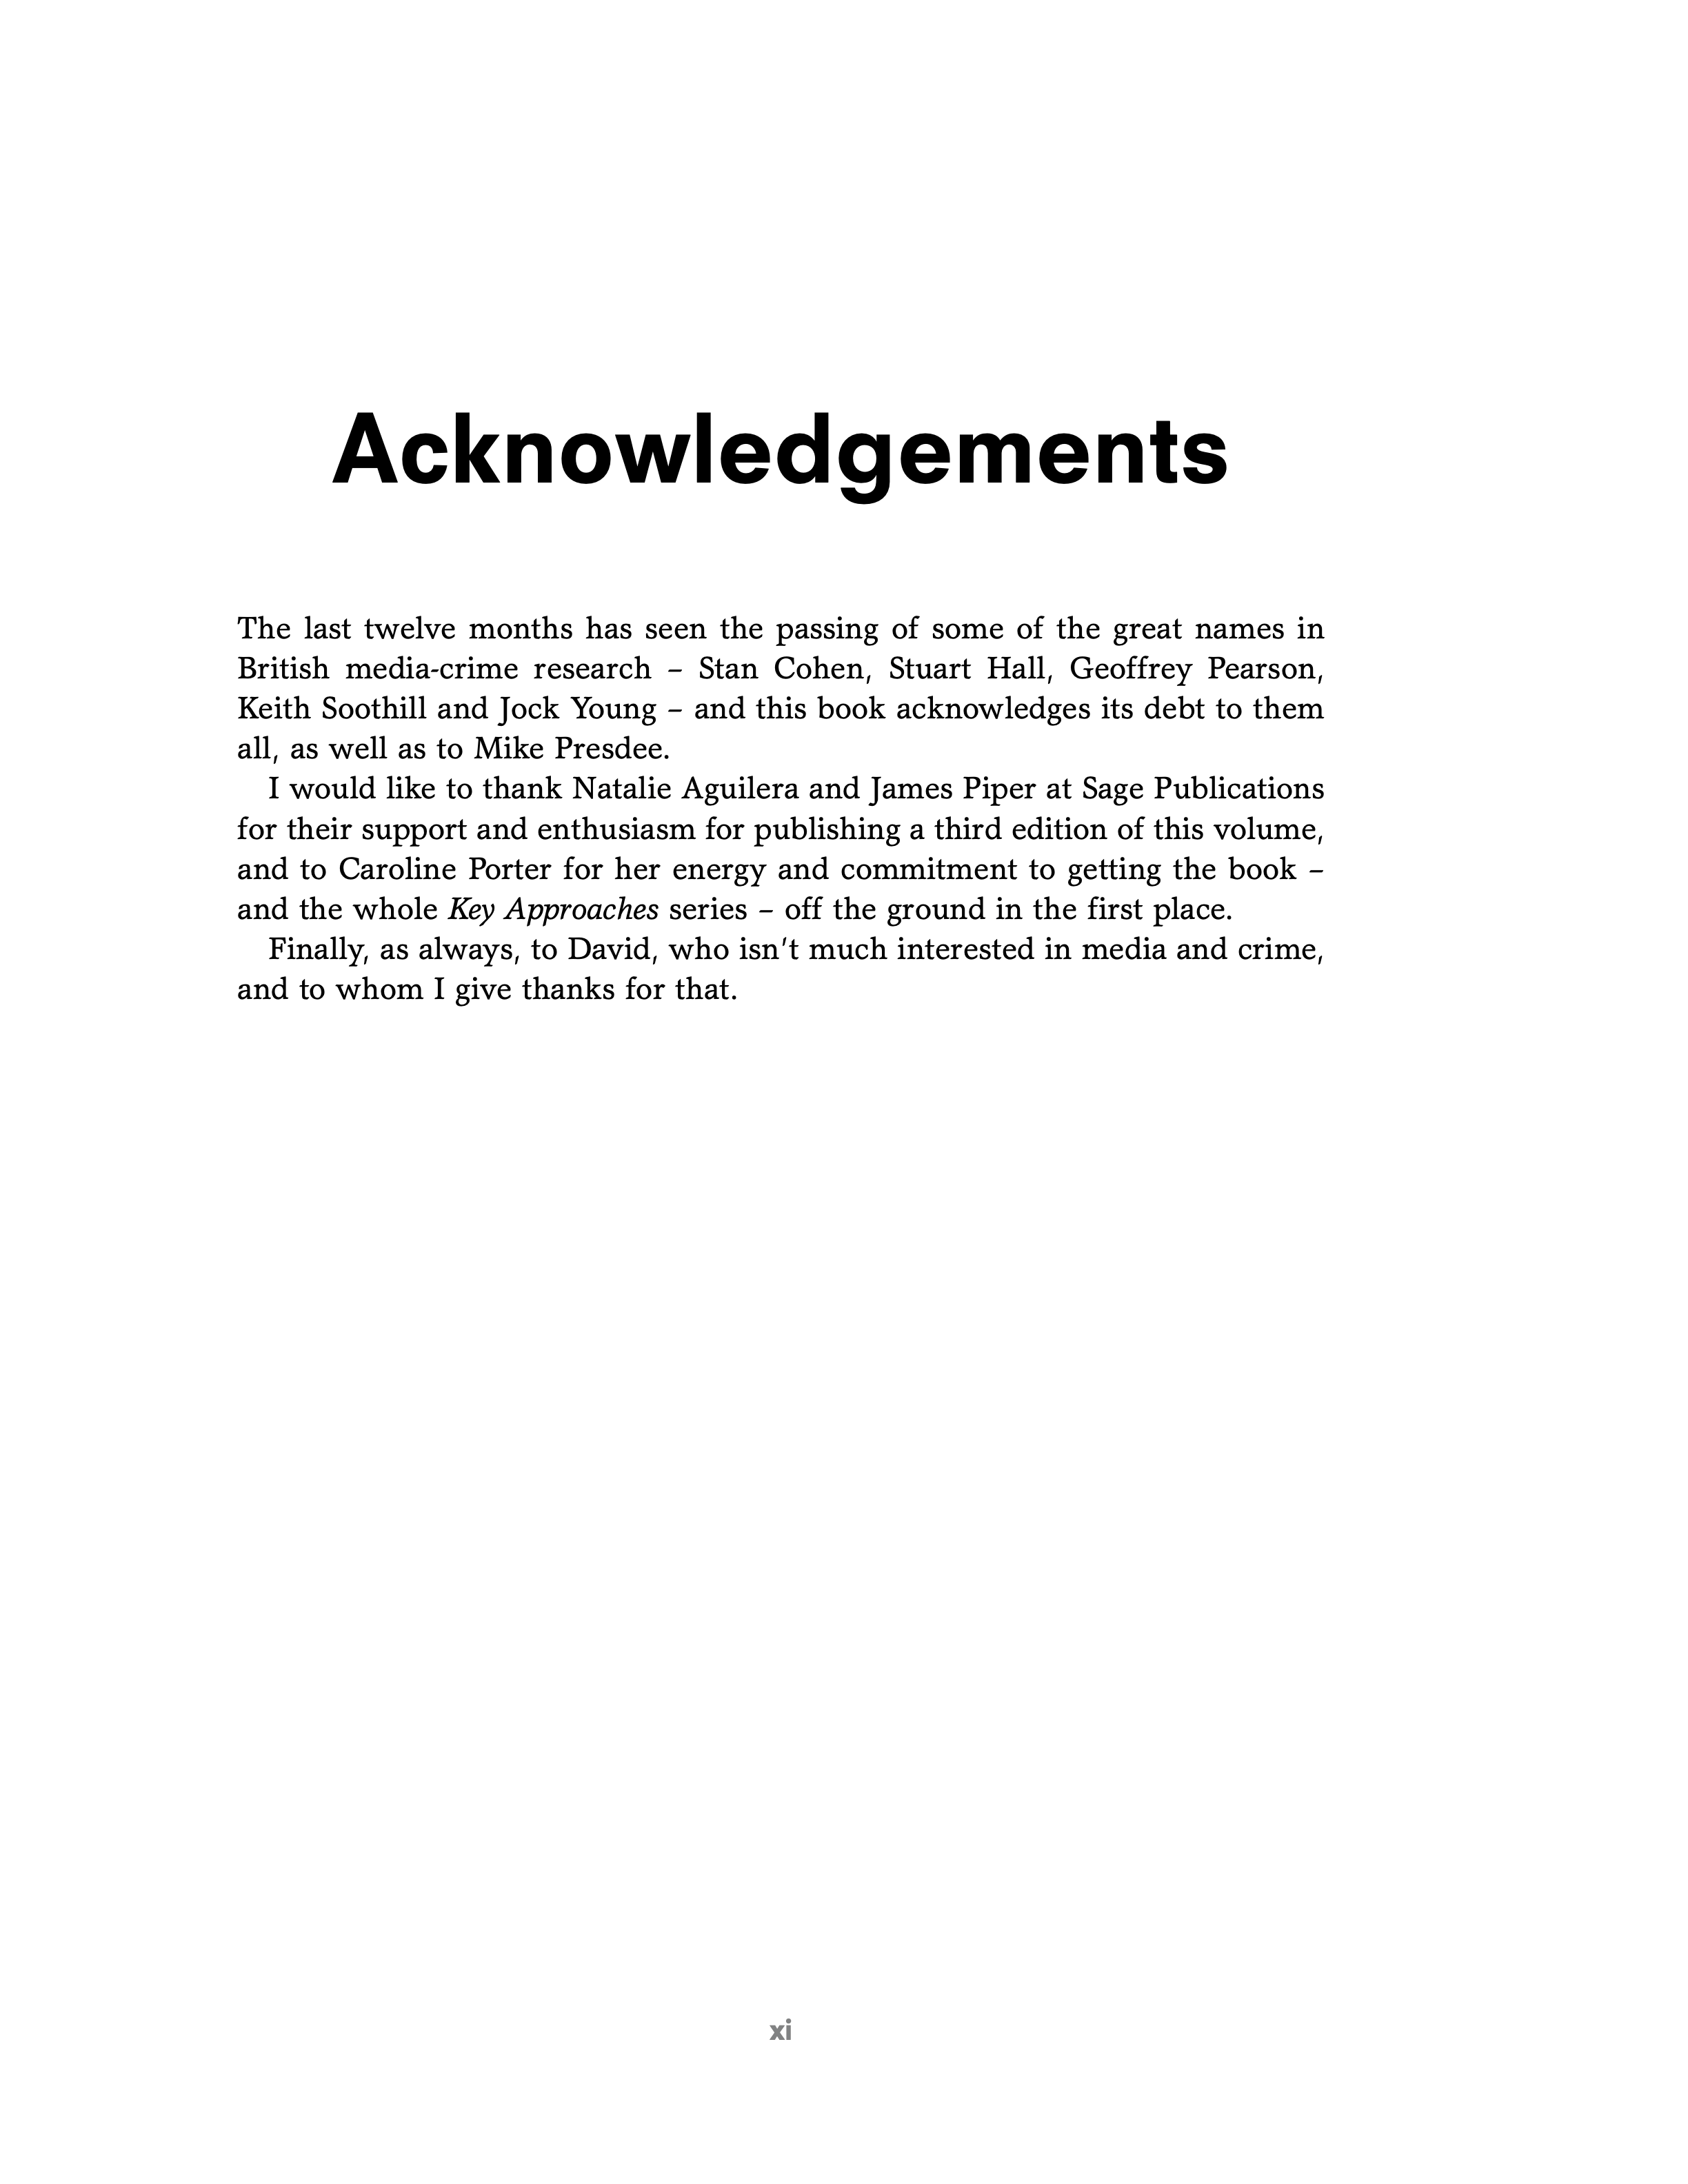 Acknowledgements
The last twelve months has seen the passing of some of the great names in
British media-crime research – Stan Cohen, Stuart Hall, Geoffrey Pearson,
Keith Soothill and Jock Young – and this book acknowledges its debt to them
all, as well as to Mike Presdee.
I would like to thank Natalie Aguilera and James Piper at Sage Publications
for their support and enthusiasm for publishing a third edition of this volume,
and to Caroline Porter for her energy and commitment to getting the book –
and the whole Key Approaches series – off the ground in the first place.
Finally, as always, to David, who isn't much interested in media and crime,
and to whom I give thanks for that.
xi